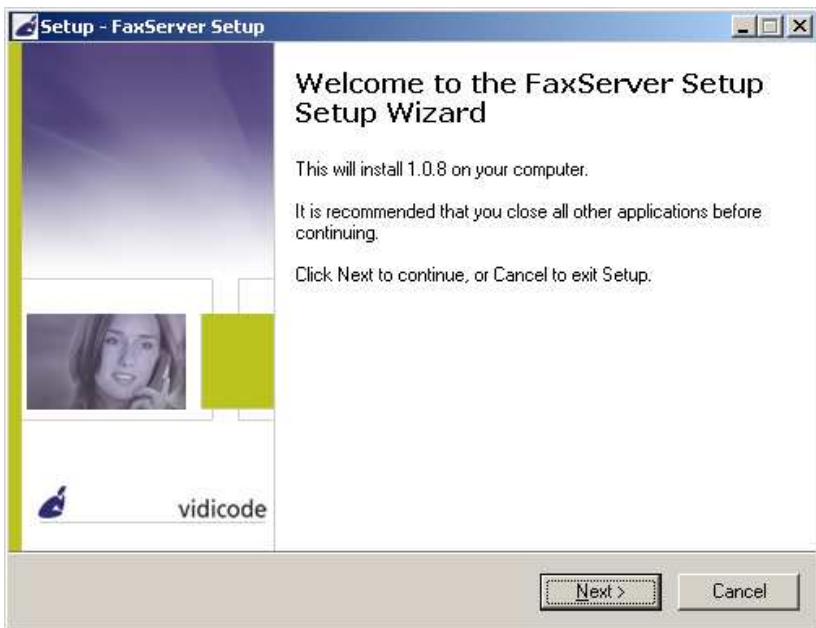 Setup - FaxServer Setup
Welcome to the FaxServer Setup
Setup Wizard
This will install 1.0.8 on your computer.
It is recommended that you close all other applications before
continuing.
Click Next to continue, or Cancel to exit Setup.
vidicode
Next >
Cancel